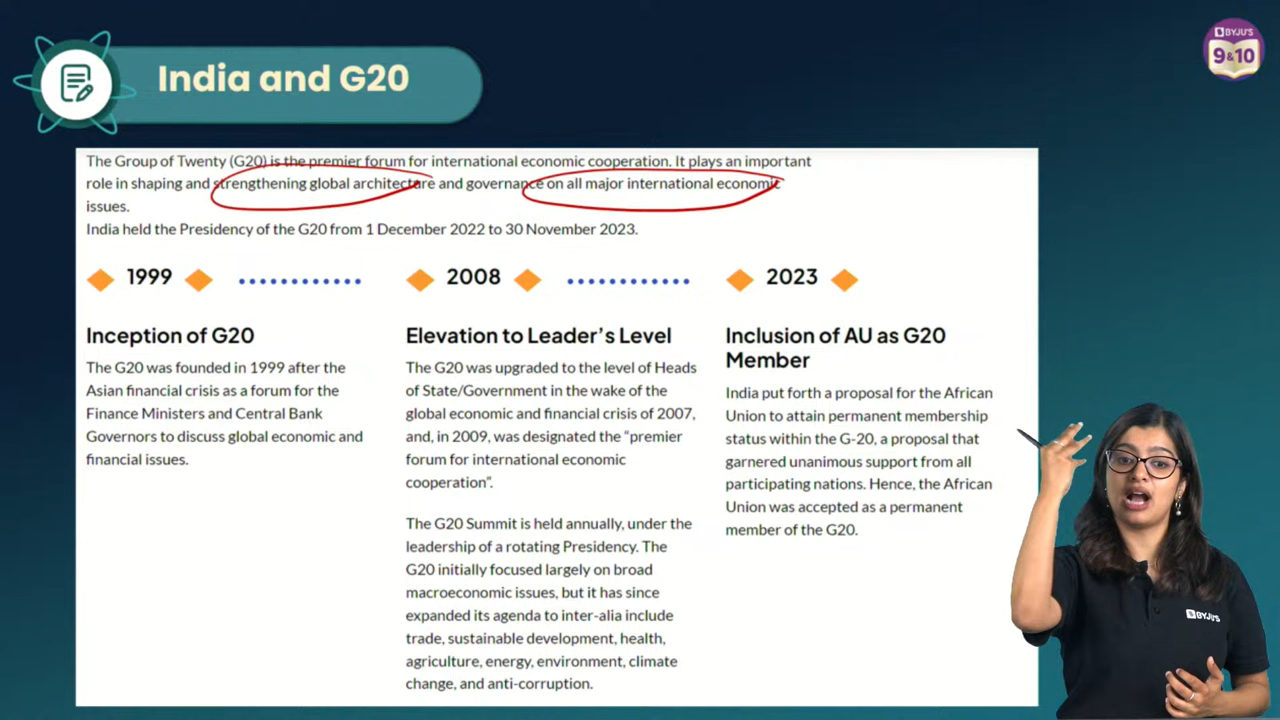 India and G20
BYJU'S
9&10
The Group of Twenty (G20) is the premier forum for international economic cooperation. It plays an important
role in shaping and strengthening global architecture and governance on all major international economic
issues.
India held the Presidency of the G20 from 1 December 2022 to 30 November 2023.
1999
Inception of G20
The G20 was founded in 1999 after the
Asian financial crisis as a forum for the
Finance Ministers and Central Bank
Governors to discuss global economic and
financial issues.
2008
Elevation to Leader's Level
The G20 was upgraded to the level of Heads
of State/Government in the wake of the
global economic and financial crisis of 2007,
and, in 2009, was designated the "premier
forum for international economic
cooperation".
The G20 Summit is held annually, under the
leadership of a rotating Presidency. The
G20 initially focused largely on broad
macroeconomic issues, but it has since
expanded its agenda to inter-alia include
trade, sustainable development, health,
agriculture, energy, environment, climate
change, and anti-corruption.
2023
Inclusion of AU as G20
Member
India put forth a proposal for the African
Union to attain permanent membership
status within the G-20, a proposal that
garnered unanimous support from all
participating nations. Hence, the African
Union was accepted as a permanent
member of the G20.
BYJU'S